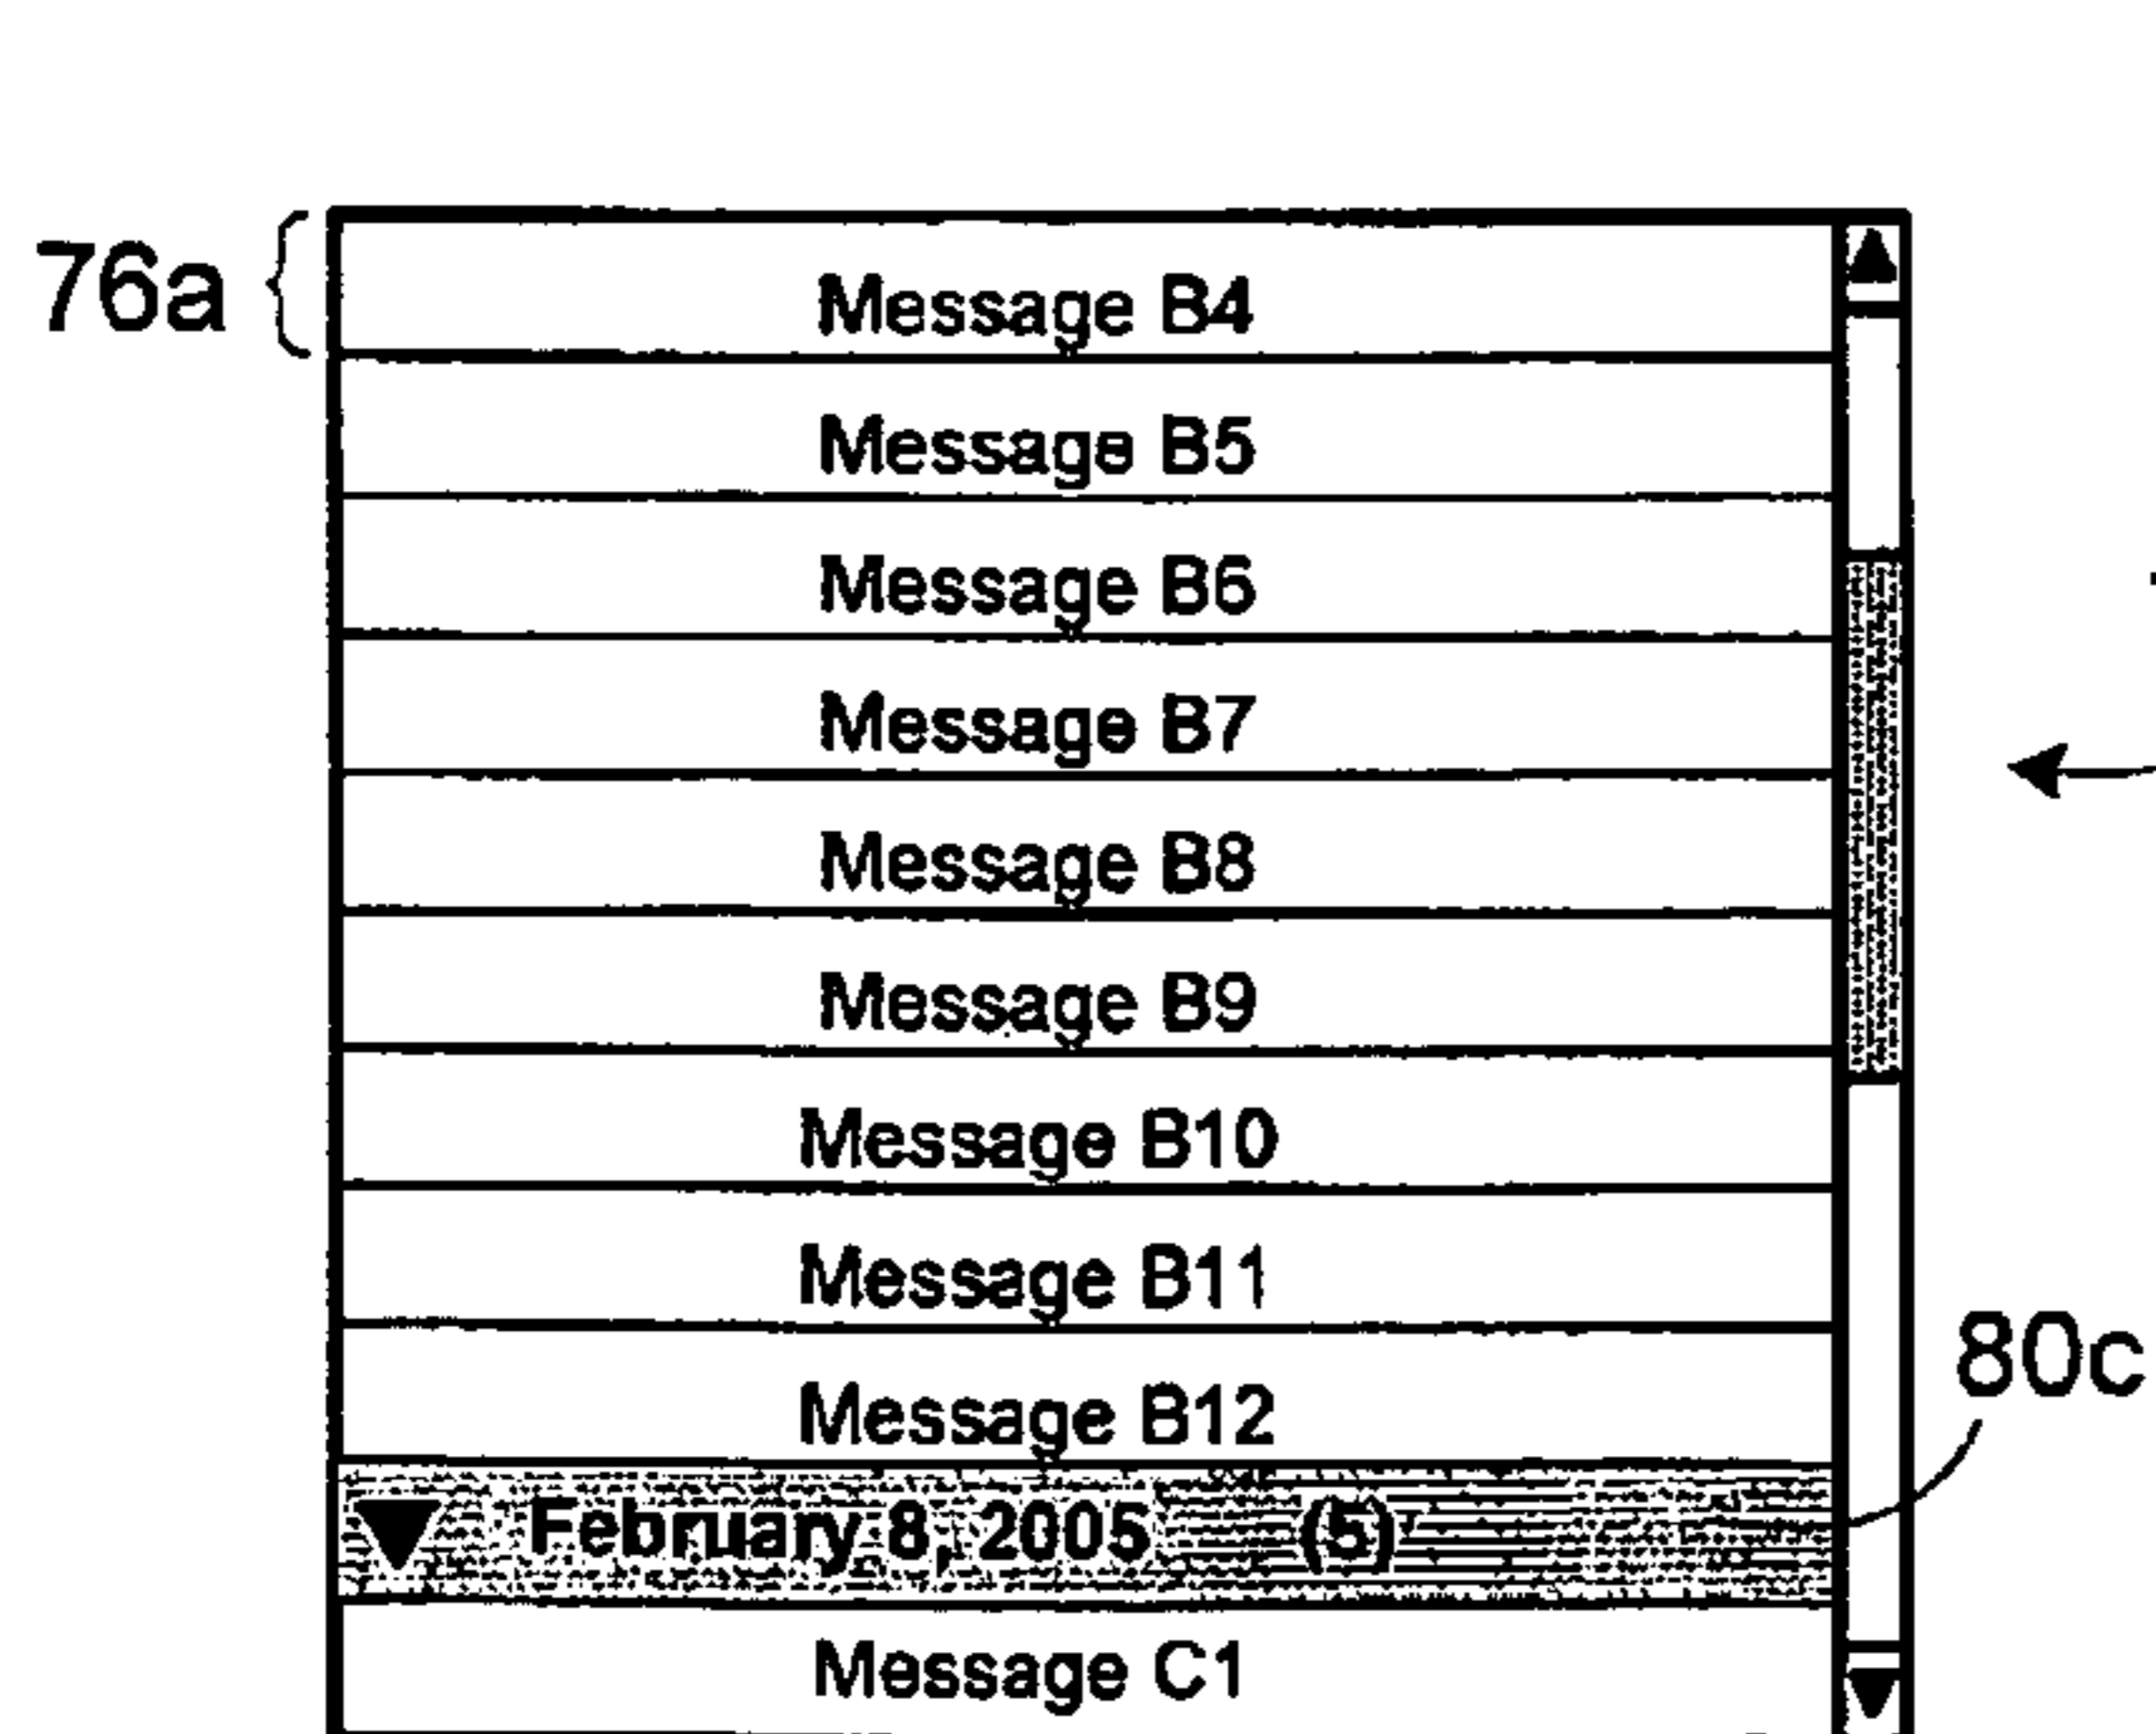 76a
Message B4
Message B5
Message B6
Message B7
Message B8
Message B9
Message B10
Message B11
Message B12
80c
February 8, 2005 (5)
Message C1